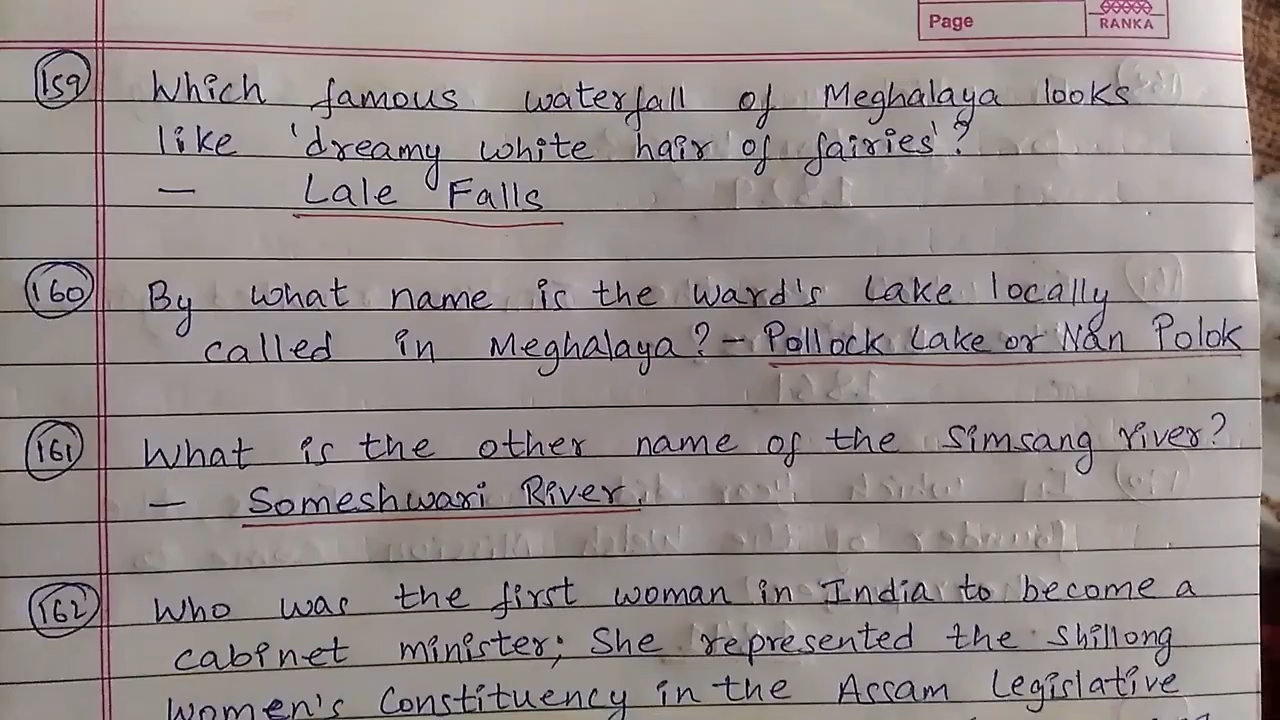 Page
RANKA
159 Which famous waterfall of Meghalaya looks
like 'dreamy white hair of fairies'?
— Lale Falls
160 By what name is the Ward's Lake locally
called in Meghalaya? – Pollock Lake or Nan Polok
161 What is the other name of the Simsang river?
— Someshwari River.
162 Who was the first woman in India to become a
cabinet minister; She represented the Shillong
Women's Constituency in the Assam Legislative